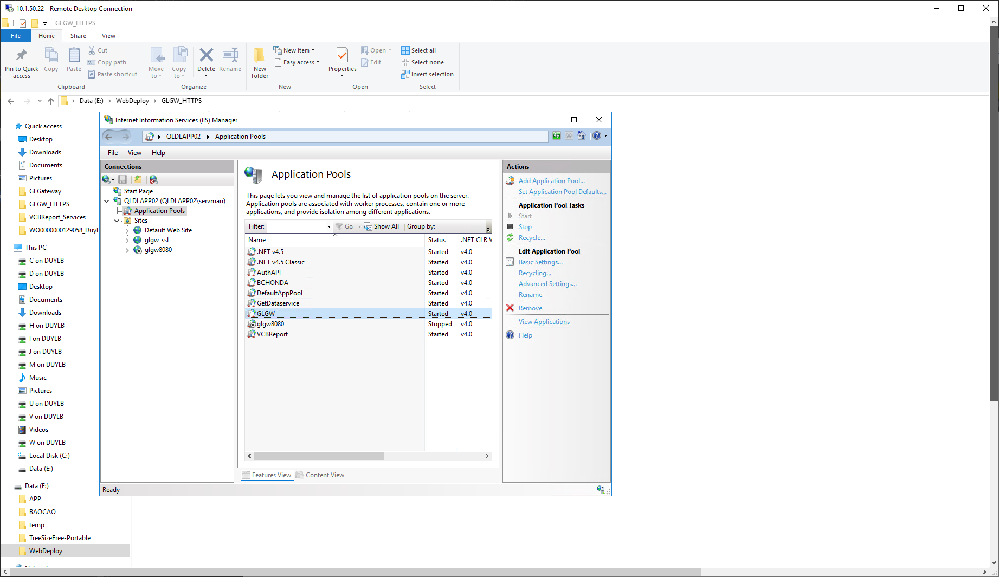 10.1.50.22 - Remote Desktop Connection
GLGW_HTTPS
File Home Share View
Pin to Quick access
Copy
Paste
Cut
Copy path
Paste shortcut
Clipboard
Move to
Copy to
Delete
Rename
Organize
New folder
New item
Easy access
New
Properties
Open
Edit
Open
Select all
Select none
Invert selection
Select
Data (E:) WebDeploy GLGW_HTTPS
Quick access
Desktop
Downloads
Documents
Pictures
GLGateway
GLGW_HTTPS
VCBReport_Services
WO0000000129058_DuyL
This PC
C on DUYLB
D on DUYLB
Desktop
Documents
Downloads
H on DUYLB
I on DUYLB
J on DUYLB
M on DUYLB
Music
Pictures
U on DUYLB
V on DUYLB
Videos
W on DUYLB
Local Disk (C:)
Data (E:)
Data (E:)
APP
BAOCAO
temp
TreeSizeFree-Portable
WebDeploy
Internet Information Services (IIS) Manager
QLDLAPP02 Application Pools
File View Help
Connections
Start Page
QLDLAPP02 (QLDLAPP02\servman)
Application Pools
Sites
Default Web Site
glgw_ssl
glgw8080
Application Pools
This page lets you view and manage the list of application pools on the server.
Application pools are associated with worker processes, contain one or more
applications, and provide isolation among different applications.
Filter: Go Show All Group by:
Name Status .NET CLR V
.NET v4.5 Started v4.0
.NET v4.5 Classic Started v4.0
AuthAPI Started v4.0
BCHONDA Started v4.0
DefaultAppPool Started v4.0
GetDataservice Started v4.0
GLGW Started v4.0
glgw8080 Stopped v4.0
VCBReport Started v4.0
Features View Content View
Actions
Add Application Pool...
Set Application Pool Defaults...
Application Pool Tasks
Start
Stop
Recycle...
Edit Application Pool
Basic Settings...
Recycling...
Advanced Settings...
Rename
Remove
View Applications
Help
Ready